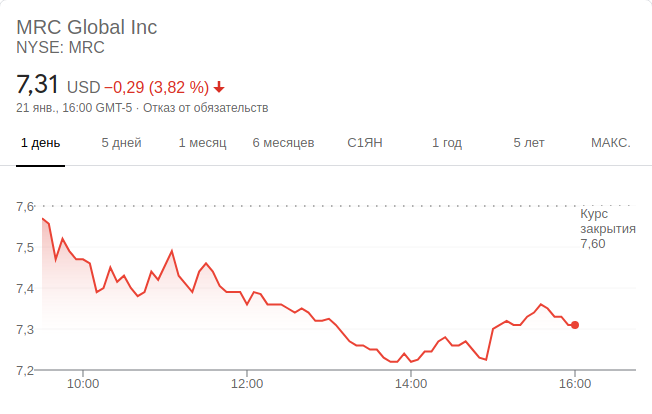 MRC Global Inc
NYSE: MRC
7,31 USD −0,29 (3,82 %)
21 янв., 16:00 GMT-5 · Отказ от обязательств
1 день 5 дней 1 месяц 6 месяцев С1ЯН 1 год 5 лет МАКС.
7,6
Курс
закрытия
7,60
7,5
7,4
7,3
7,2
10:00 12:00 14:00 16:00